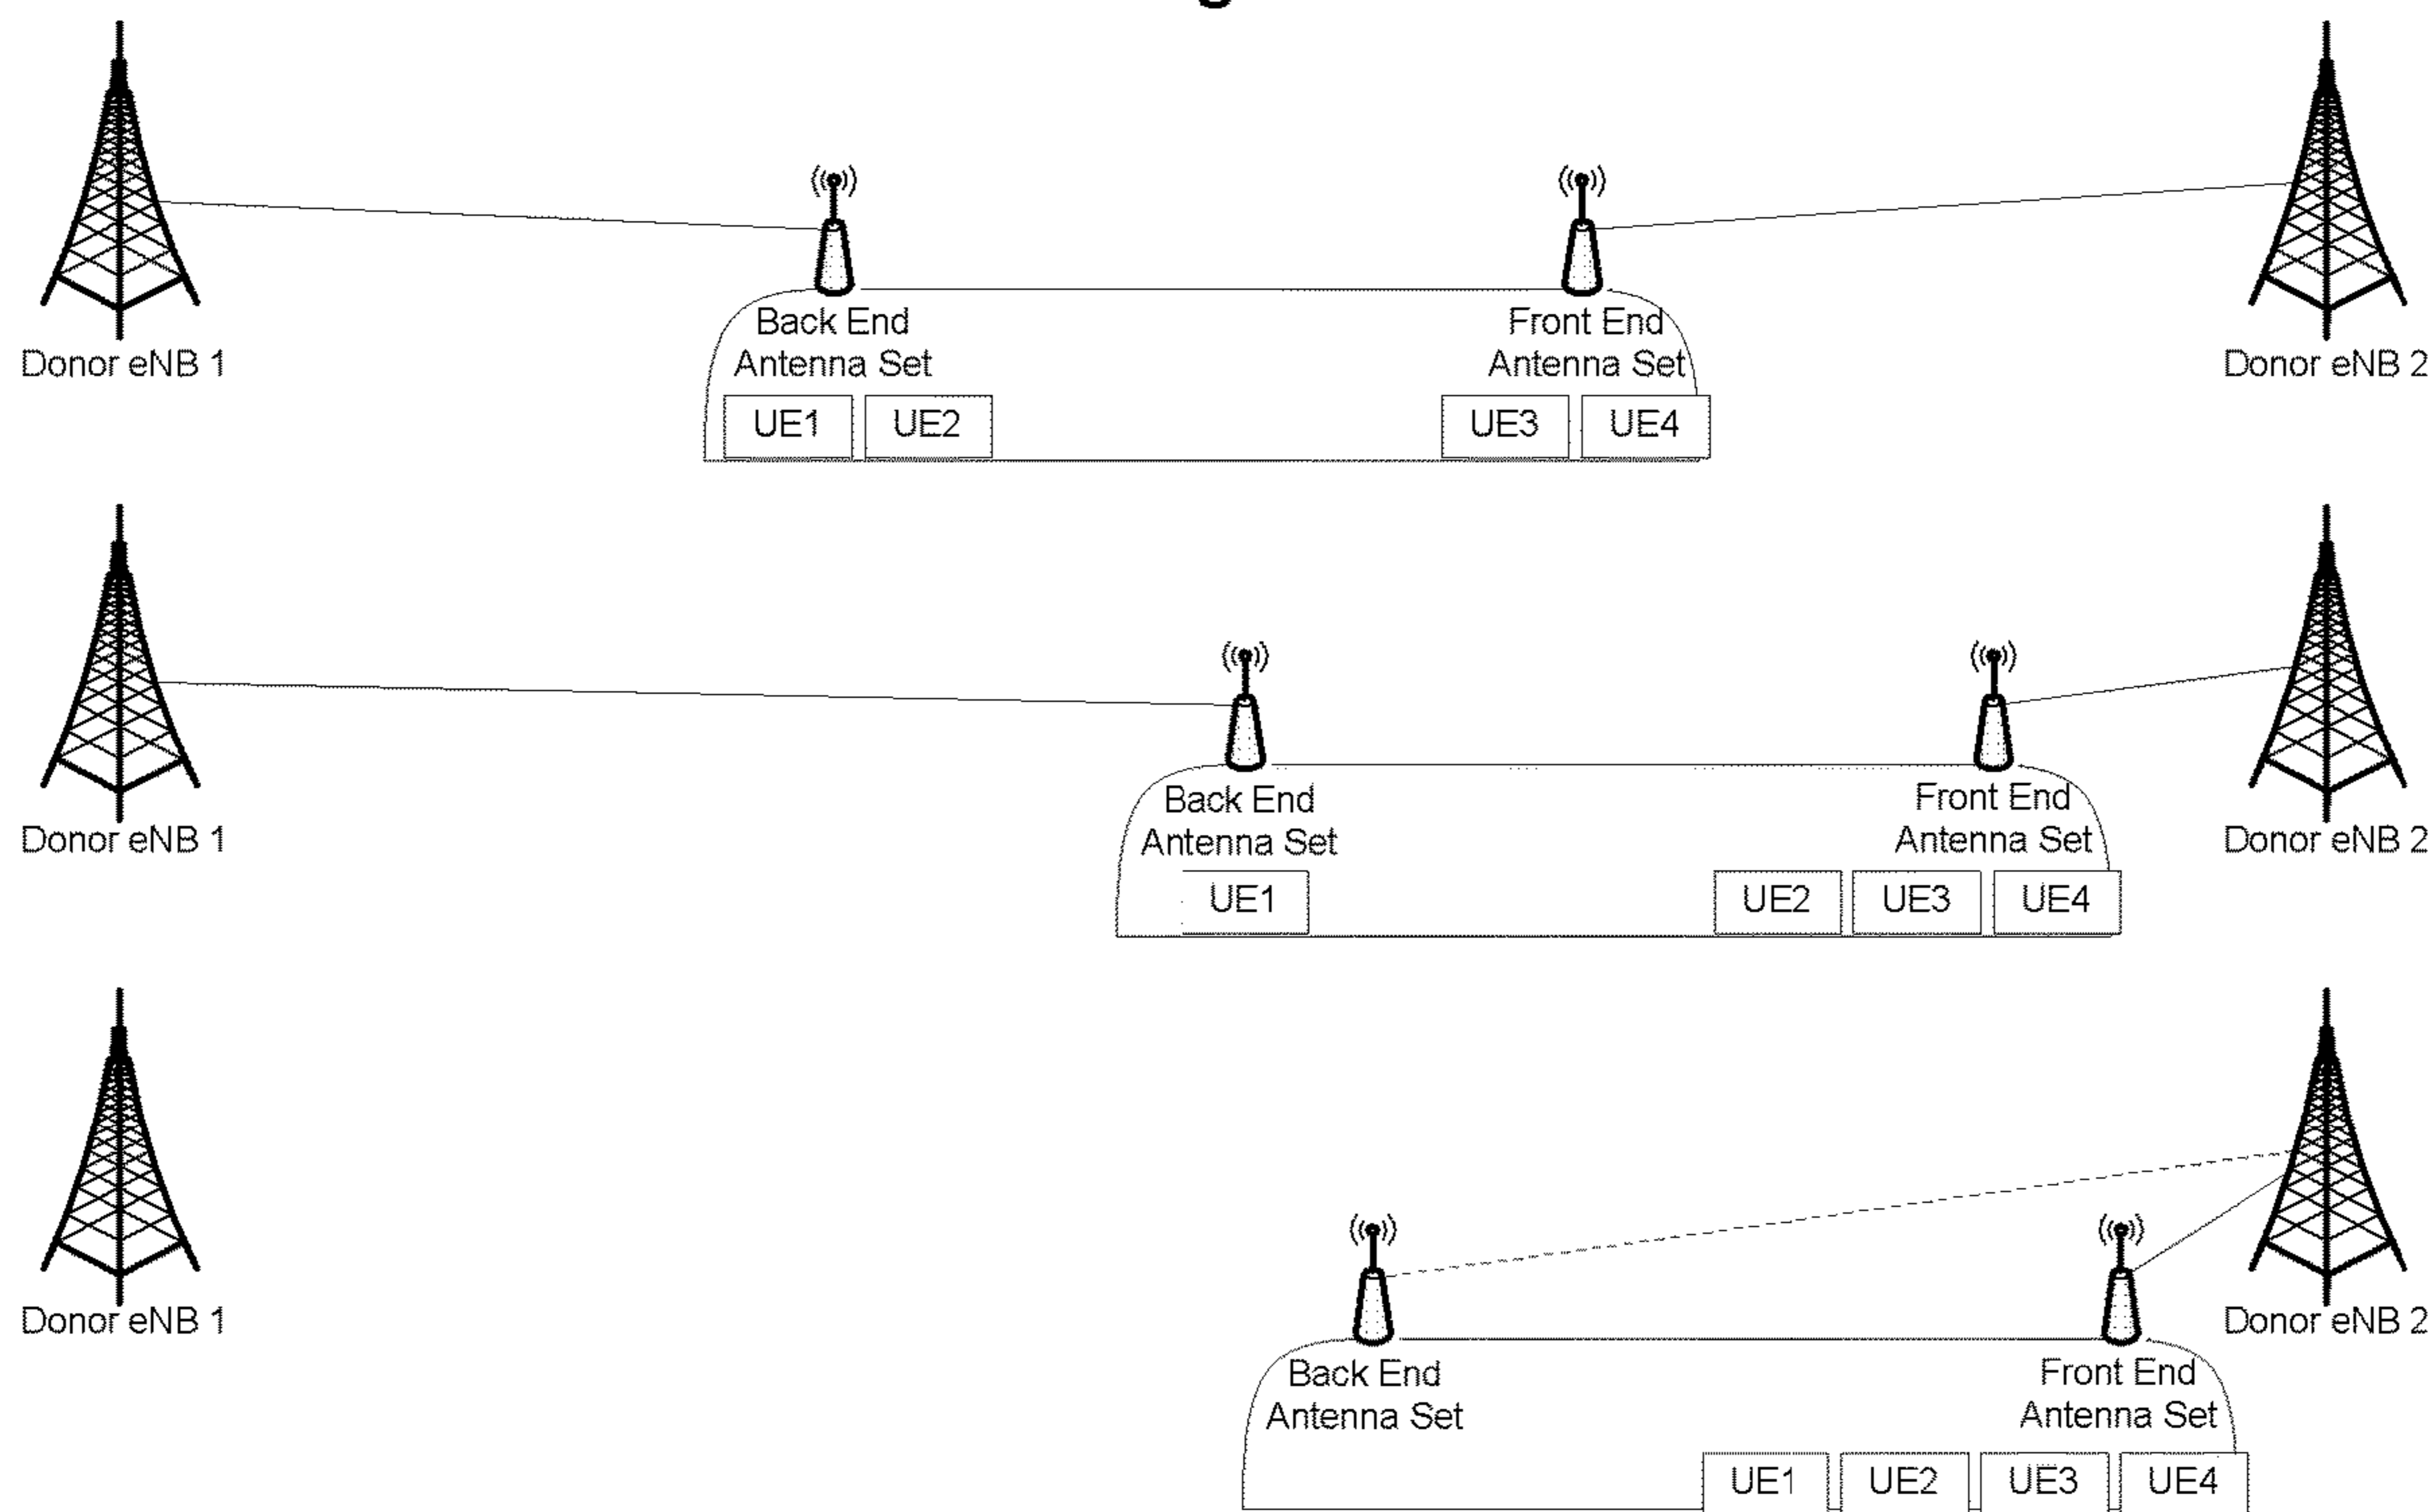 Back End Front End
Antenna Set Antenna Set
Donor eNB 1 Donor eNB 2
UE1 UE2 UE3 UE4
Back End Front End
Antenna Set Antenna Set
Donor eNB 1 Donor eNB 2
UE1 UE2 UE3 UE4
Donor eNB 1 Donor eNB 2
Back End Front End
Antenna Set Antenna Set
UE1 UE2 UE3 UE4